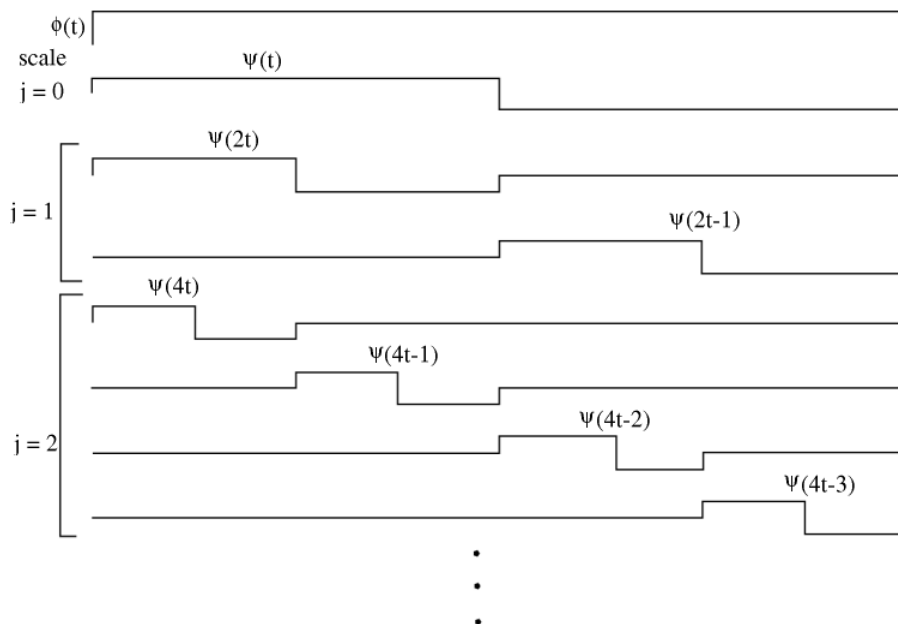 ϕ(t)
scale
j = 0
ψ(t)
j = 1
ψ(2t)
ψ(2t-1)
j = 2
ψ(4t)
ψ(4t-1)
ψ(4t-2)
ψ(4t-3)